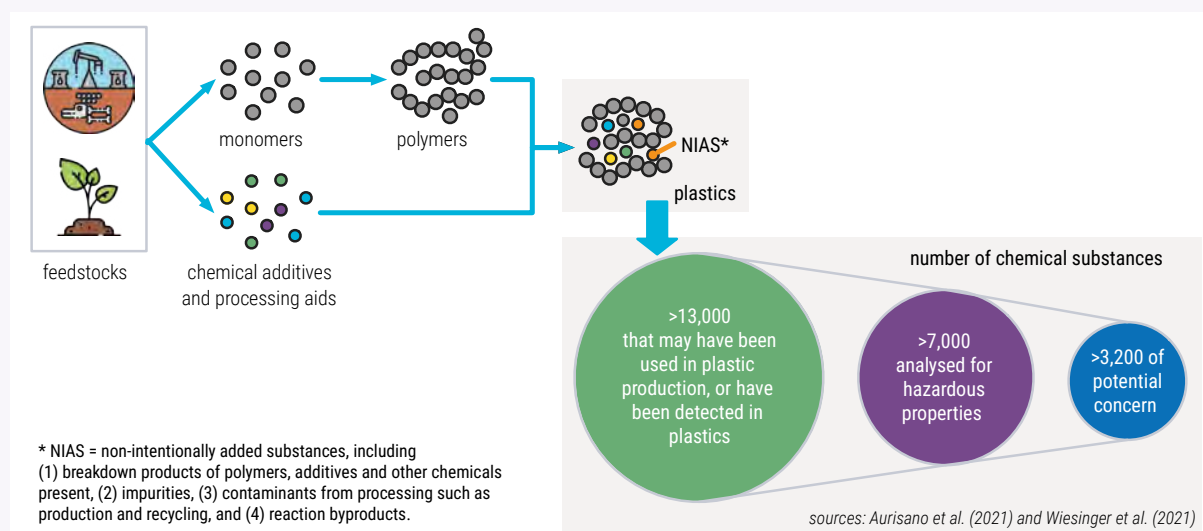 monomers
polymers
NIAS*
plastics
feedstocks
chemical additives
and processing aids
number of chemical substances
>13,000
that may have been
used in plastic
production, or have
been detected in
plastics
>7,000
analysed for
hazardous
properties
>3,200 of
potential
concern
* NIAS = non-intentionally added substances, including
(1) breakdown products of polymers, additives and other chemicals
present, (2) impurities, (3) contaminants from processing such as
production and recycling, and (4) reaction byproducts.
sources: Aurisano et al. (2021) and Wiesinger et al. (2021)